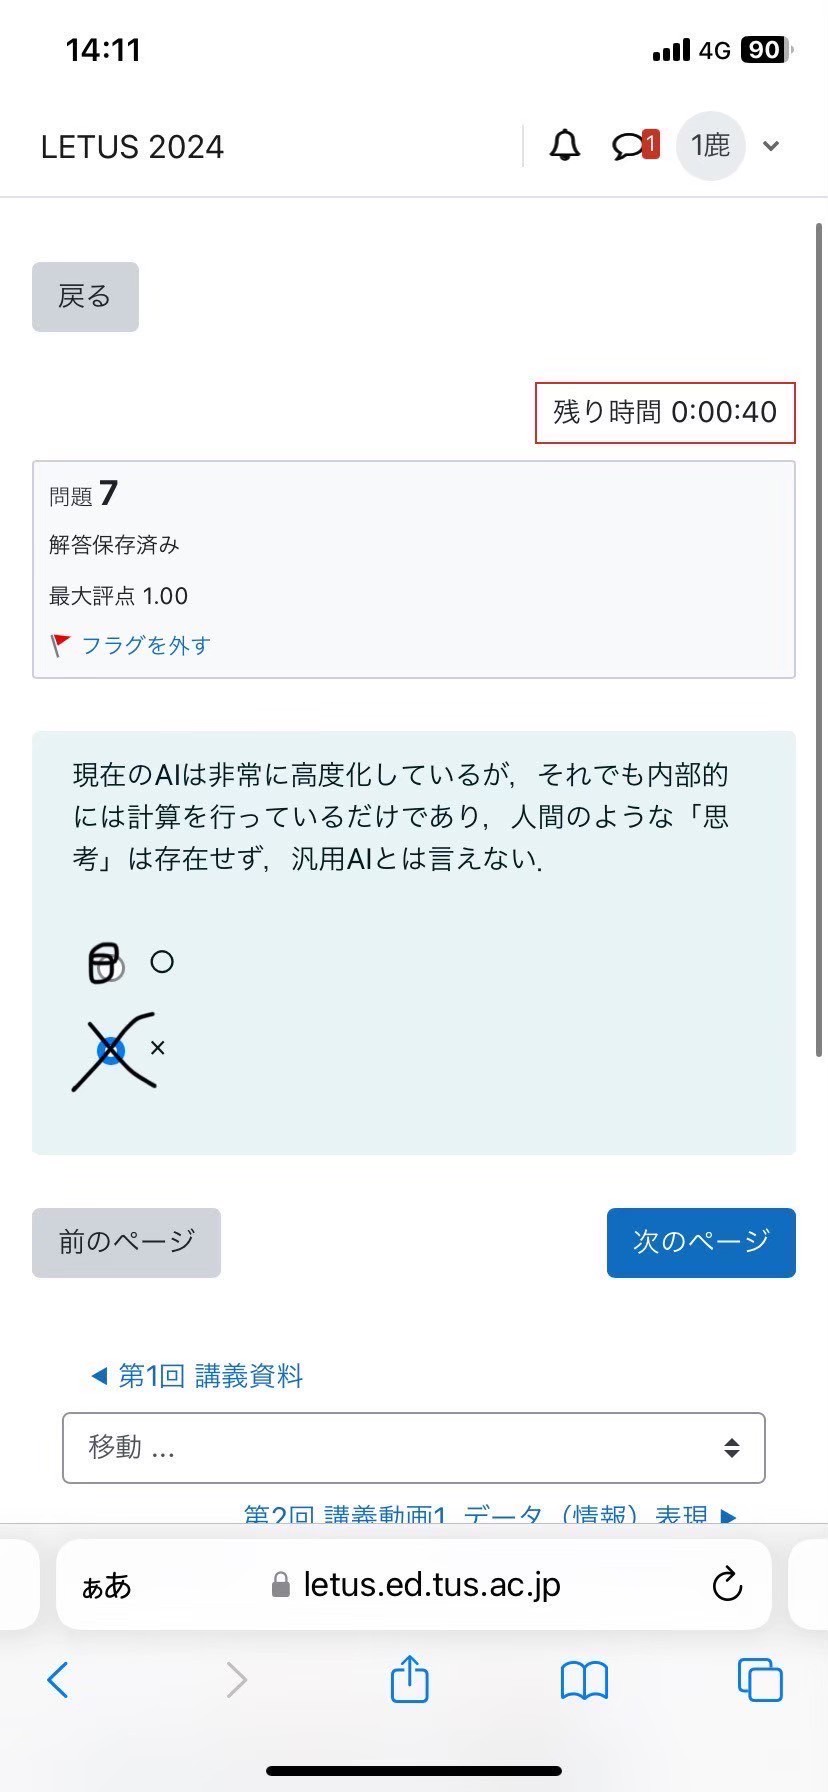 14:11 4G 90
LETUS 2024 1 1鹿
戻る
残り時間 0:00:40
問題 7
解答保存済み
最大評点 1.00
フラグを外す
現在のAIは非常に高度化しているが，それでも内部的
には計算を行っているだけであり，人間のような「思
考」は存在せず，汎用AIとは言えない．
○
×
前のページ 次のページ
◀ 第1回 講義資料
移動 ...
第2回 講義動画1 データ（情報）表現 ▶
ぁあ letus.ed.tus.ac.jp